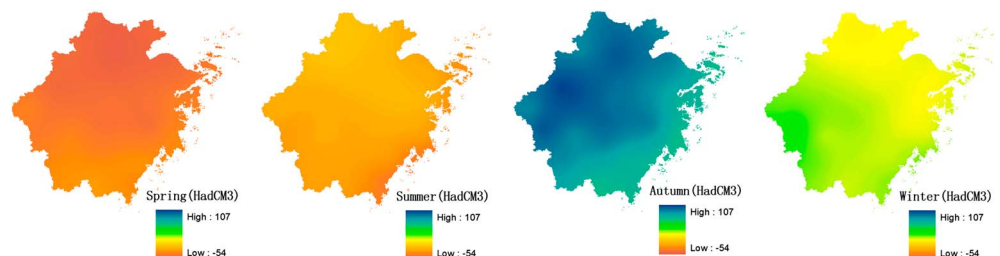 Spring(HadCM3)
High : 107
Low : -54
Summer(HadCM3)
High : 107
Low : -54
Autumn(HadCM3)
High : 107
Low : -54
Winter(HadCM3)
High : 107
Low : -54